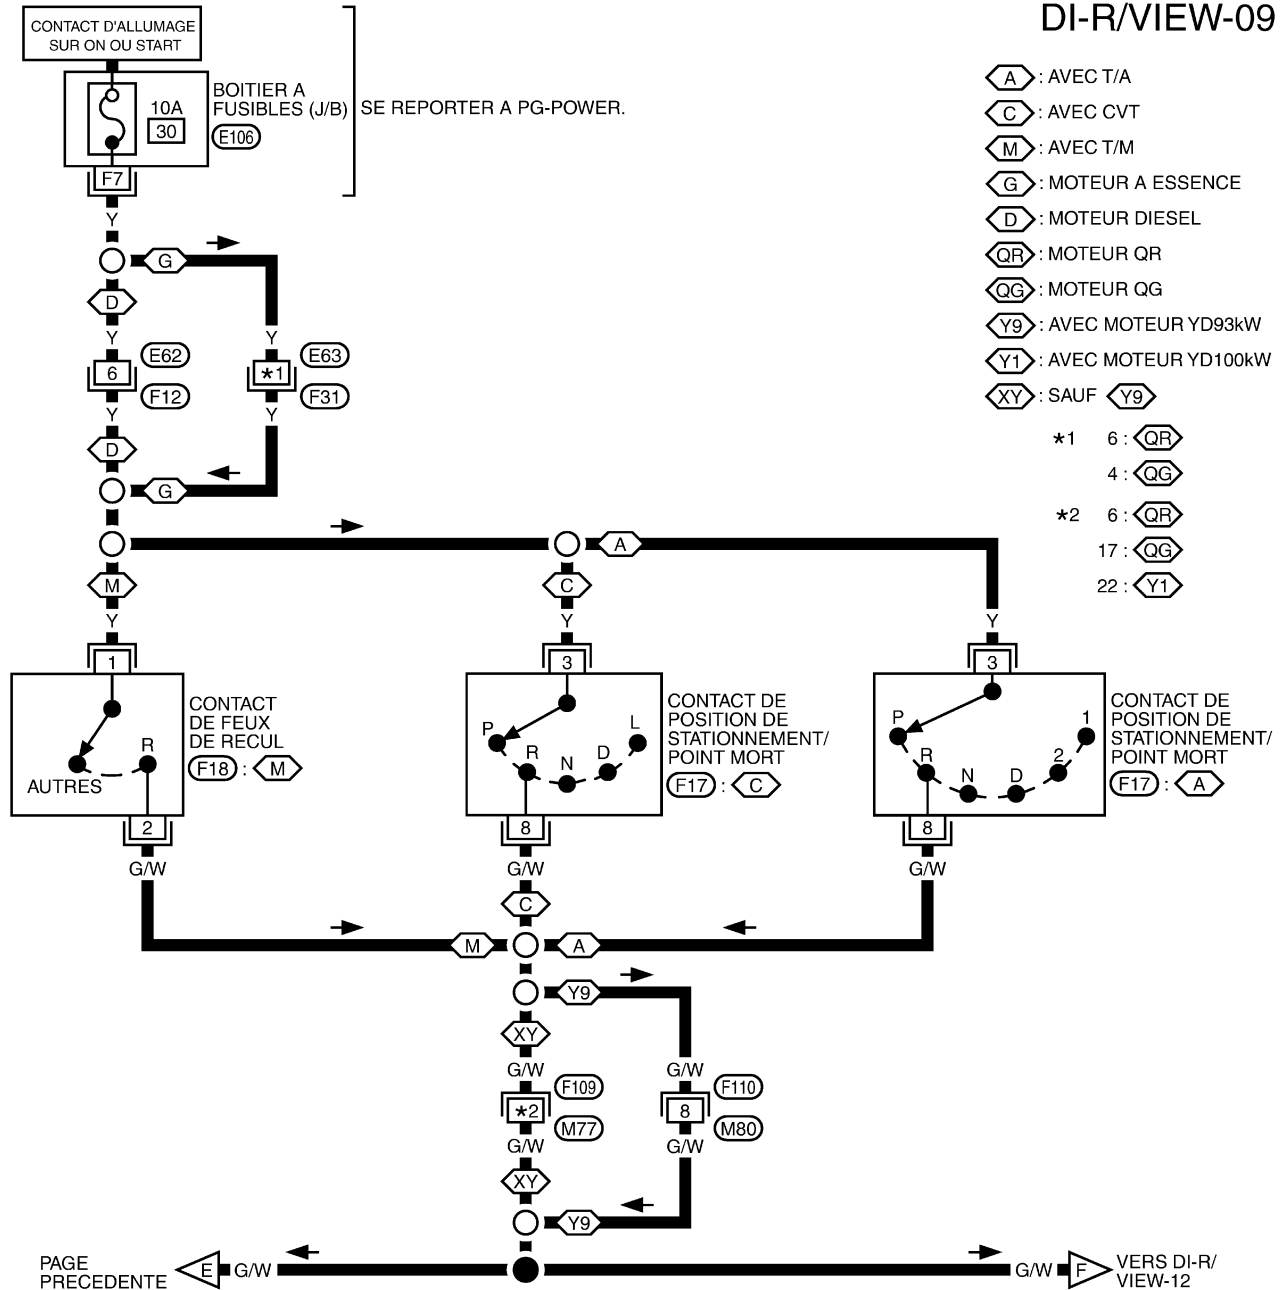 DI-R/VIEW-09
CONTACT D'ALLUMAGE
SUR ON OU START
10A
30
BOITIER A
FUSIBLES (J/B)
E106
SE REPORTER A PG-POWER.
F7
Y
G
D
Y
Y
6
E62
F12
*1
E63
F31
Y
Y
D
G
A : AVEC T/A
C : AVEC CVT
M : AVEC T/M
G : MOTEUR A ESSENCE
D : MOTEUR DIESEL
QR : MOTEUR QR
QG : MOTEUR QG
Y9 : AVEC MOTEUR YD93kW
Y1 : AVEC MOTEUR YD100kW
XY : SAUF Y9
*1 6 : QR
4 : QG
*2 6 : QR
17 : QG
22 : Y1
A
M
C
Y
Y
Y
1
3
3
AUTRES
R
CONTACT
DE FEUX
DE RECUL
F18 : M
P
R
N
D
L
CONTACT DE
POSITION DE
STATIONNEMENT/
POINT MORT
F17 : C
P
R
N
D
2
1
CONTACT DE
POSITION DE
STATIONNEMENT/
POINT MORT
F17 : A
2
8
8
G/W
G/W
G/W
C
M
A
Y9
XY
G/W
G/W
*2
F109
M77
8
F110
M80
G/W
G/W
XY
Y9
PAGE
PRECEDENTE
E
G/W
G/W
F
VERS DI-R/
VIEW-12